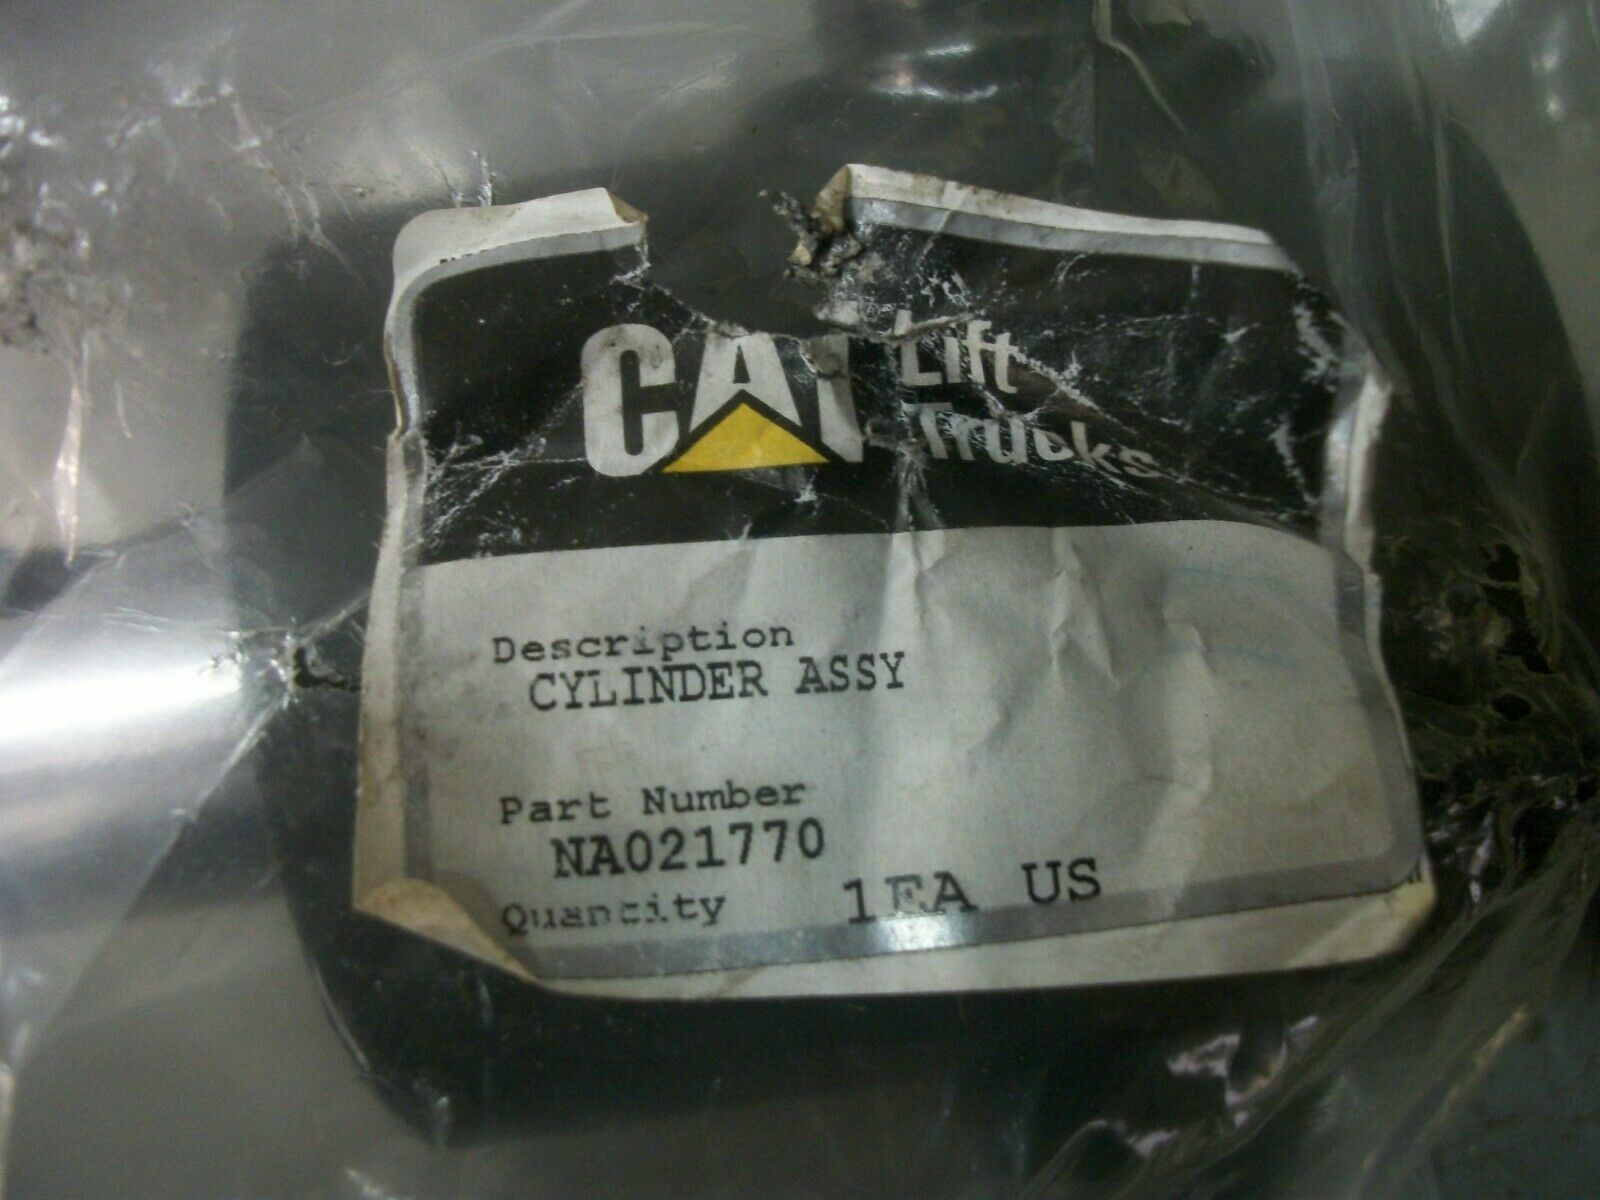 CAT Lift
Trucks
Description
CYLINDER ASSY
Part Number
NA021770
Quantity 1EA US